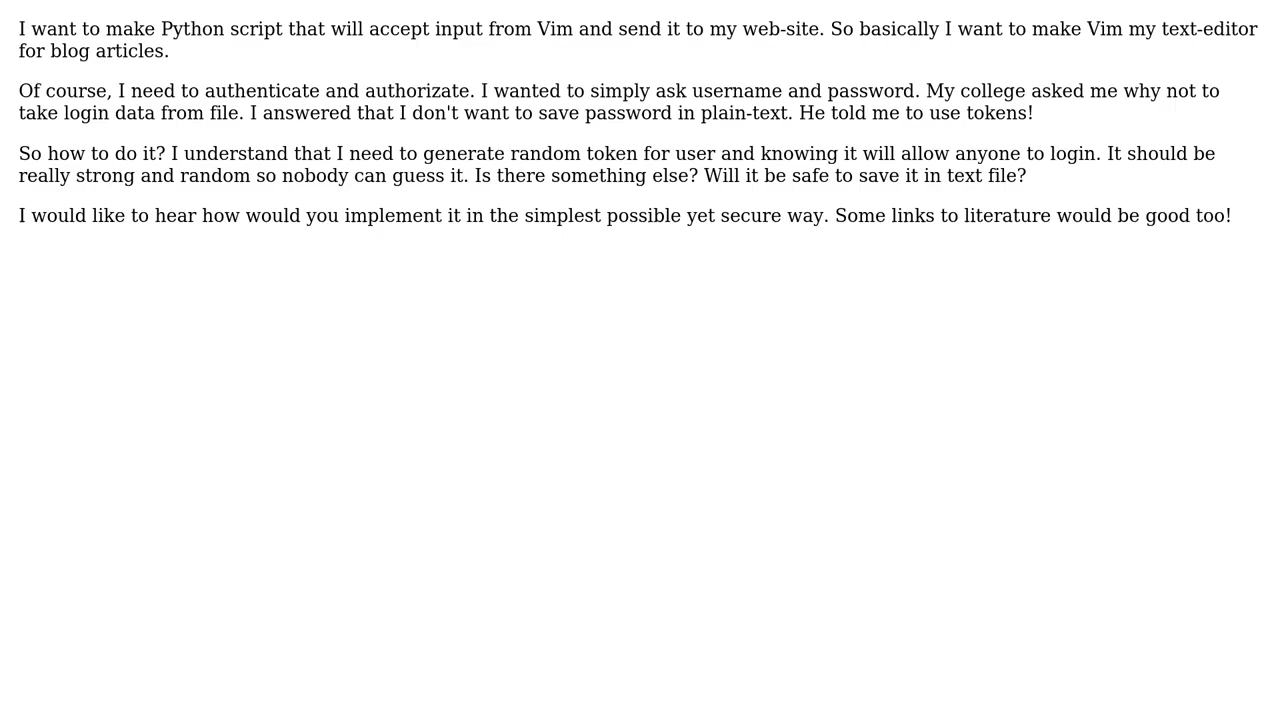 I want to make Python script that will accept input from Vim and send it to my web-site. So basically I want to make Vim my text-editor
for blog articles.
Of course, I need to authenticate and authorizate. I wanted to simply ask username and password. My college asked me why not to
take login data from file. I answered that I don't want to save password in plain-text. He told me to use tokens!
So how to do it? I understand that I need to generate random token for user and knowing it will allow anyone to login. It should be
really strong and random so nobody can guess it. Is there something else? Will it be safe to save it in text file?
I would like to hear how would you implement it in the simplest possible yet secure way. Some links to literature would be good too!